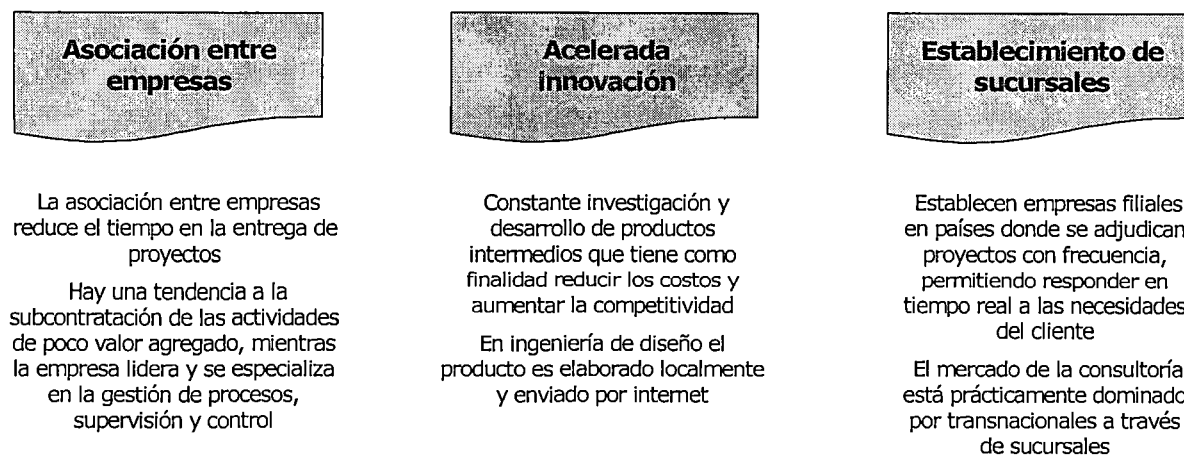 Asociación entre
empresas
La asociación entre empresas
reduce el tiempo en la entrega de
proyectos
Hay una tendencia a la
subcontratación de las actividades
de poco valor agregado, mientras
la empresa lidera y se especializa
en la gestión de procesos,
supervisión y control
Acelerada
innovación
Constante investigación y
desarrollo de productos
intermedios que tiene como
finalidad reducir los costos y
aumentar la competitividad
En ingeniería de diseño el
producto es elaborado localmente
y enviado por internet
Establecimiento de
sucursales
Establecen empresas filiales
en países donde se adjudican
proyectos con frecuencia,
permitiendo responder en
tiempo real a las necesidades
del cliente
El mercado de la consultoría
está prácticamente dominado
por transnacionales a través
de sucursales